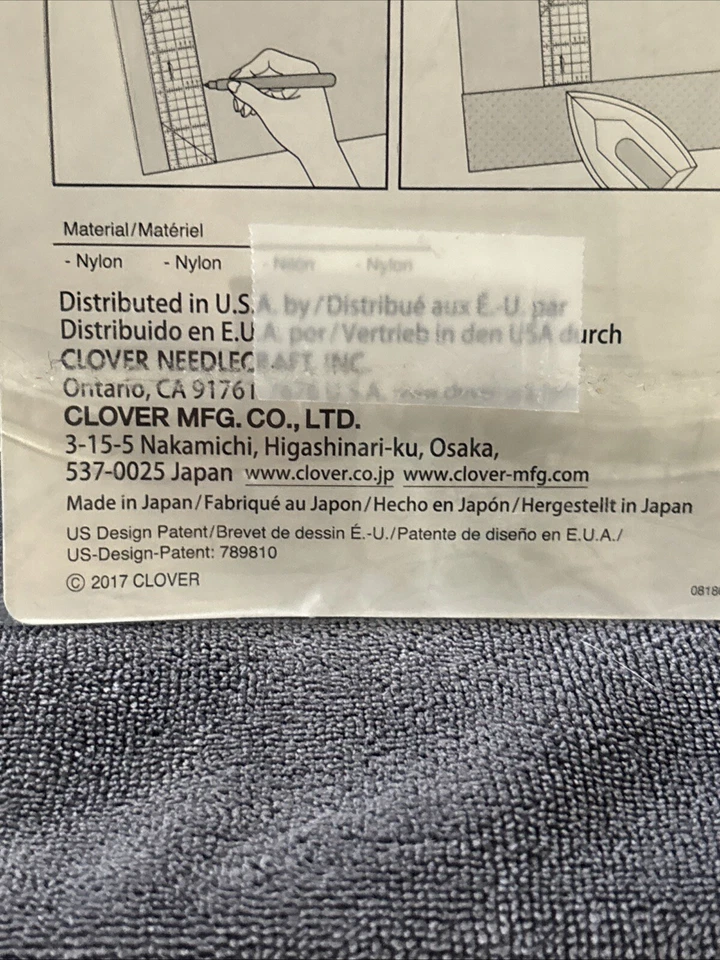 Material/Matériel
- Nylon - Nylon - Nilón - Nylon
Distributed in U.S.A. by/Distribué aux É.-U. par
Distribuido en E.U.A. por/Vertrieb in den USA durch
CLOVER NEEDLECRAFT, INC.
Ontario, CA 91761 U.S.A.
CLOVER MFG. CO., LTD.
3-15-5 Nakamichi, Higashinari-ku, Osaka,
537-0025 Japan www.clover.co.jp www.clover-mfg.com
Made in Japan/Fabriqué au Japon/Hecho en Japón/Hergestellt in Japan
US Design Patent/Brevet de dessin É.-U./Patente de diseño en E.U.A./
US-Design-Patent: 789810
© 2017 CLOVER